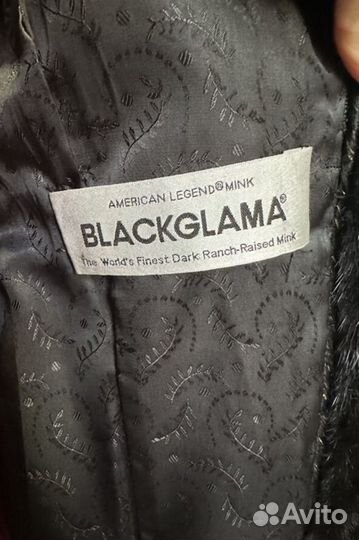 AMERICAN LEGEND® MINK
BLACKGLAMA®
The World's Finest Dark Ranch-Raised Mink
Avito